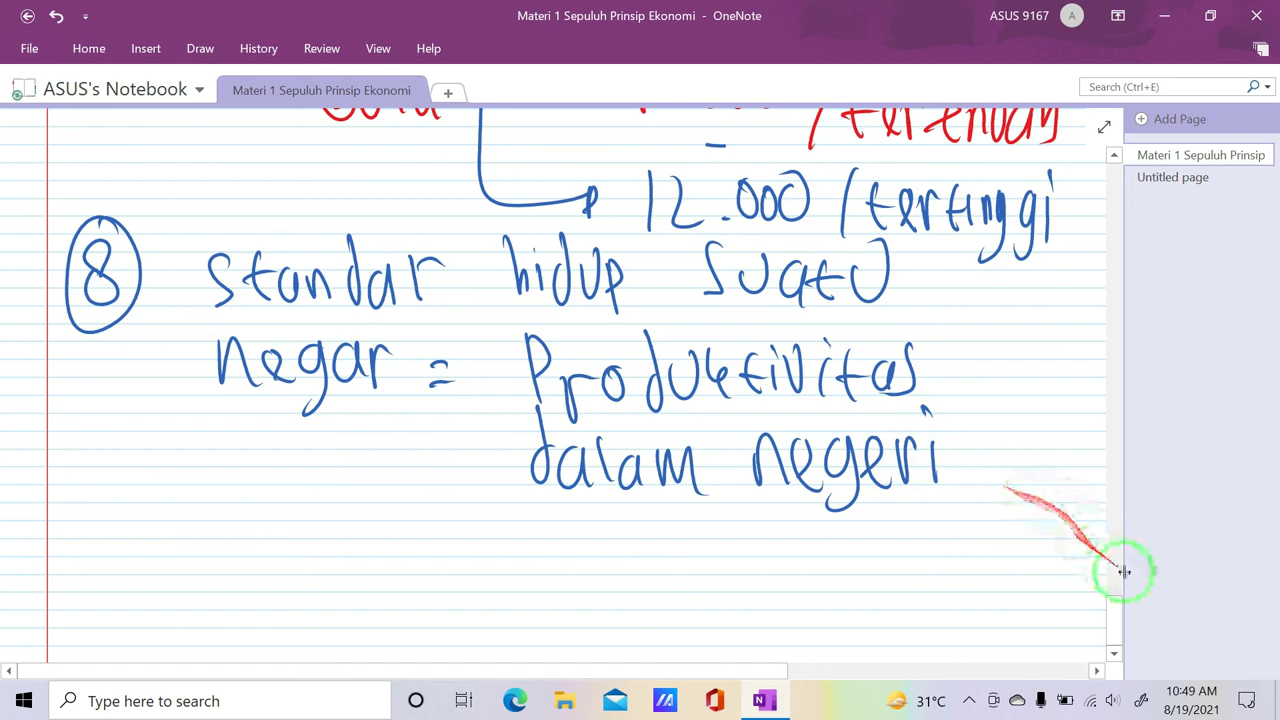 Materi 1 Sepuluh Prinsip Ekonomi - OneNote
ASUS 9167
A
File Home Insert Draw History Review View Help
ASUS's Notebook
Materi 1 Sepuluh Prinsip Ekonomi
Search (Ctrl+E)
Add Page
Materi 1 Sepuluh Prinsip
Untitled page
12.000 /tertinggi
8 standar hidup suatu
negar = Produktivitas
dalam negeri
Type here to search
31°C
10:49 AM
8/19/2021